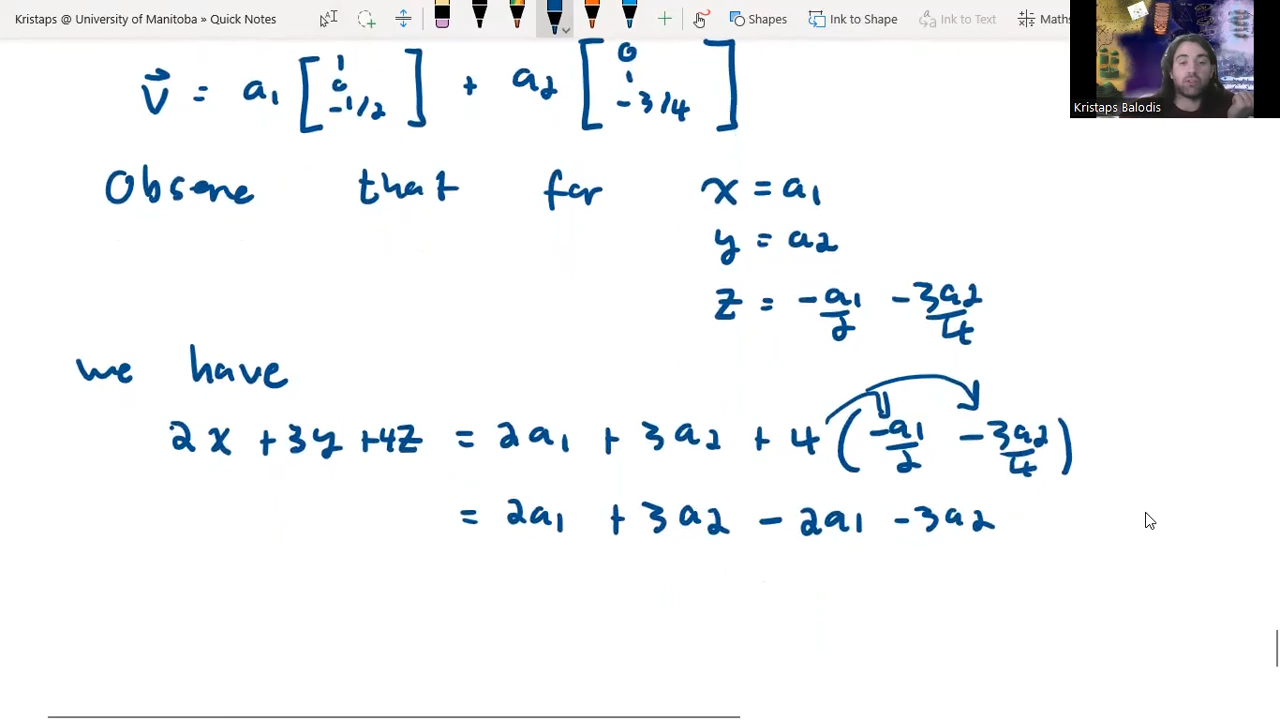 Kristaps @ University of Manitoba » Quick Notes
Shapes Ink to Shape Ink to Text Maths
Kristaps Balodis
v⃗ = a1 [1 0 -1/2] + a2 [0 1 -3/4]
Observe that for x = a1
y = a2
z = -a1/2 -3a2/4
we have
2x +3y +4z = 2a1 + 3a2 + 4(-a1/2 -3a2/4)
= 2a1 + 3a2 - 2a1 -3a2